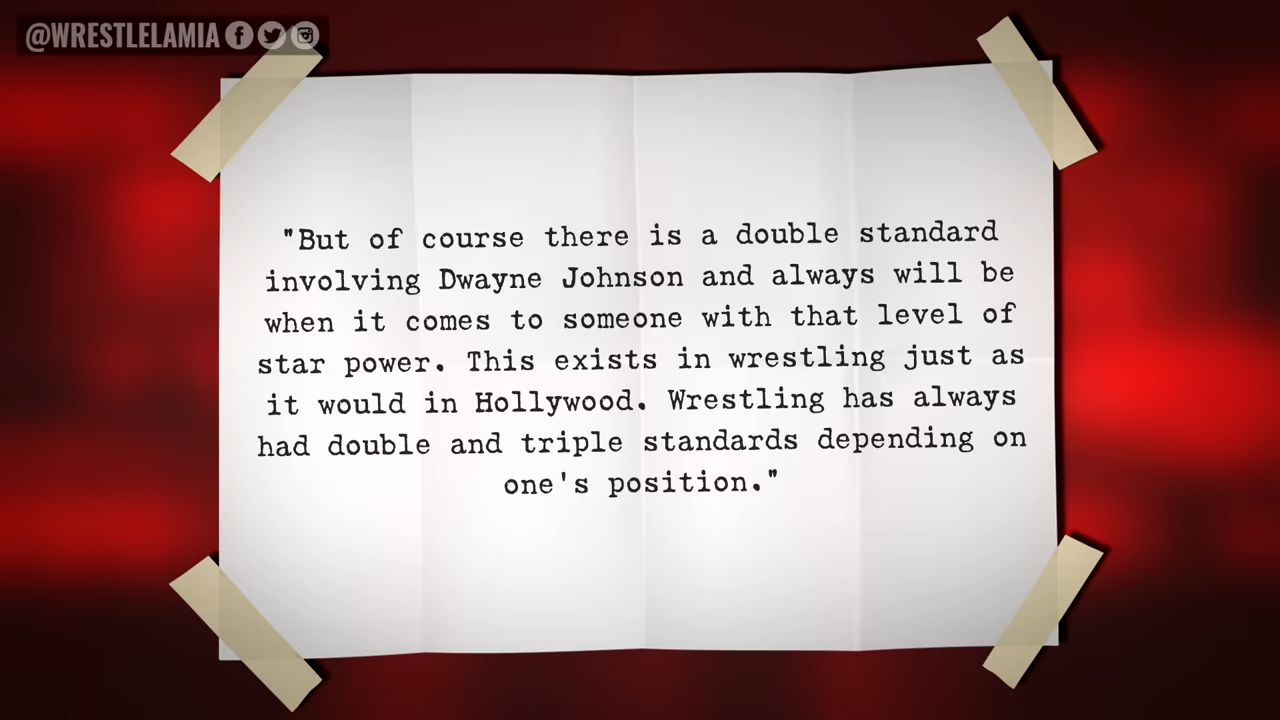 @WRESTLELAMIA
"But of course there is a double standard
involving Dwayne Johnson and always will be
when it comes to someone with that level of
star power. This exists in wrestling just as
it would in Hollywood. Wrestling has always
had double and triple standards depending on
one's position."